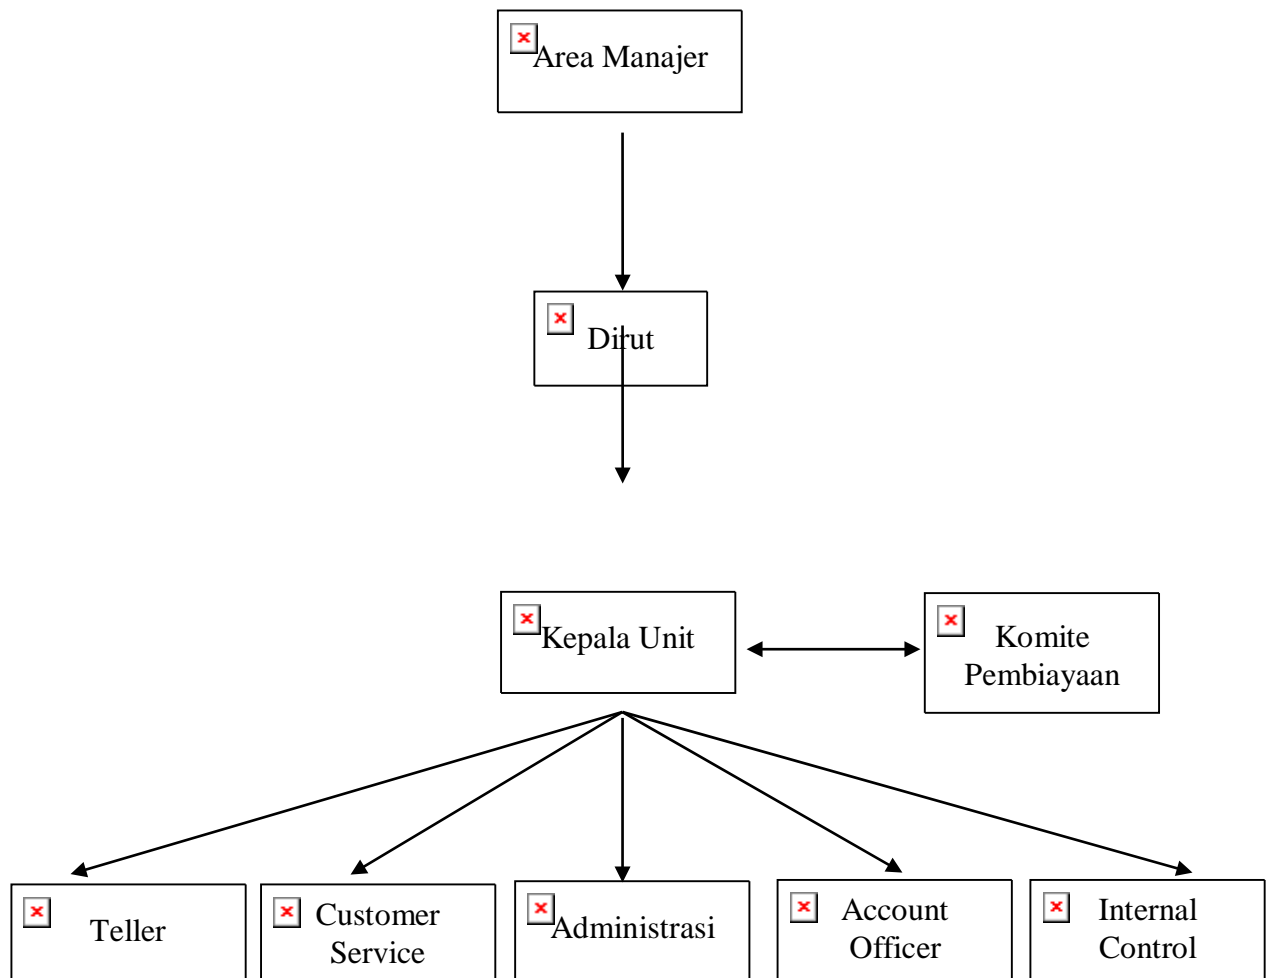 Area Manajer
Dirut
Kepala Unit
Komite
Pembiayaan
Teller
Customer
Service
Administrasi
Account
Officer
Internal
Control